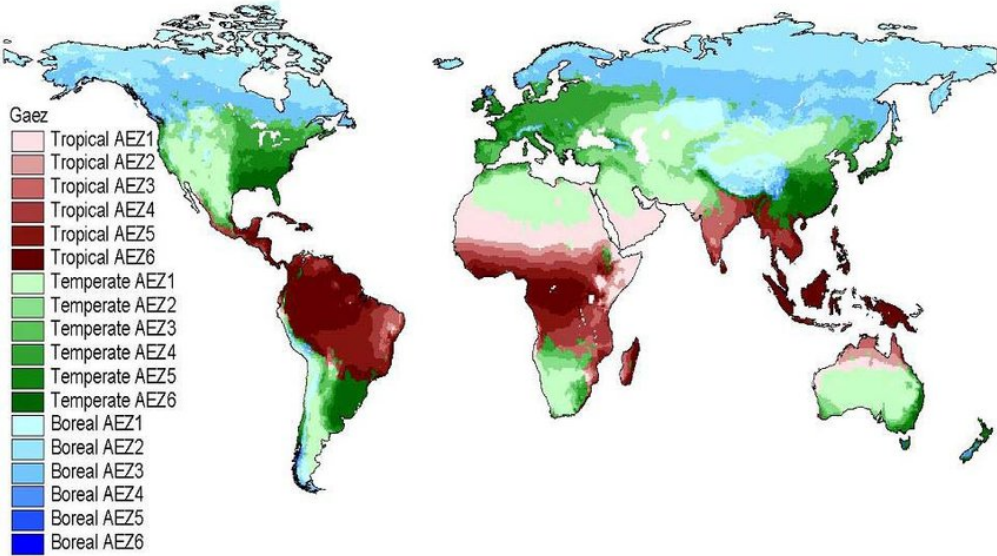 Gaez
Tropical AEZ1
Tropical AEZ2
Tropical AEZ3
Tropical AEZ4
Tropical AEZ5
Tropical AEZ6
Temperate AEZ1
Temperate AEZ2
Temperate AEZ3
Temperate AEZ4
Temperate AEZ5
Temperate AEZ6
Boreal AEZ1
Boreal AEZ2
Boreal AEZ3
Boreal AEZ4
Boreal AEZ5
Boreal AEZ6